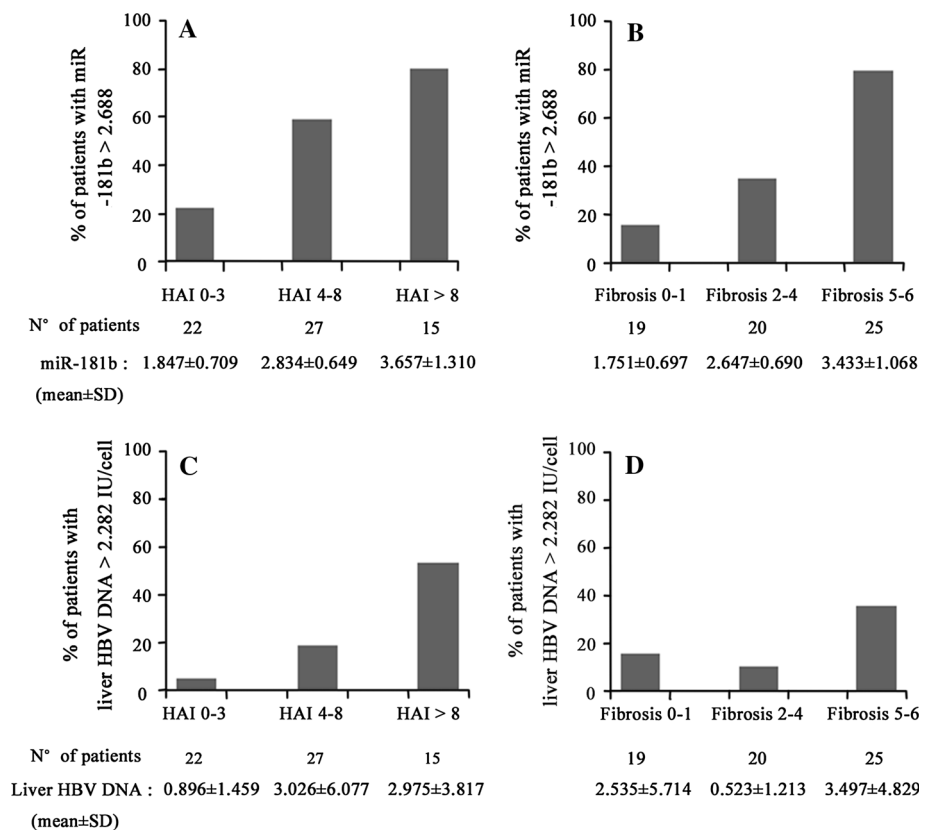 A
% of patients with miR
-181b > 2.688
100
80
60
40
20
0
HAI 0-3 HAI 4-8 HAI > 8
N° of patients 22 27 15
miR-181b : 1.847±0.709 2.834±0.649 3.657±1.310
(mean±SD)
B
% of patients with miR
-181b > 2.688
100
80
60
40
20
0
Fibrosis 0-1 Fibrosis 2-4 Fibrosis 5-6
19 20 25
1.751±0.697 2.647±0.690 3.433±1.068
C
% of patients with
liver HBV DNA > 2.282 IU/cell
100
80
60
40
20
0
HAI 0-3 HAI 4-8 HAI > 8
N° of patients 22 27 15
Liver HBV DNA : 0.896±1.459 3.026±6.077 2.975±3.817
(mean±SD)
D
% of patients with
liver HBV DNA > 2.282 IU/cell
100
80
60
40
20
0
Fibrosis 0-1 Fibrosis 2-4 Fibrosis 5-6
19 20 25
2.535±5.714 0.523±1.213 3.497±4.829